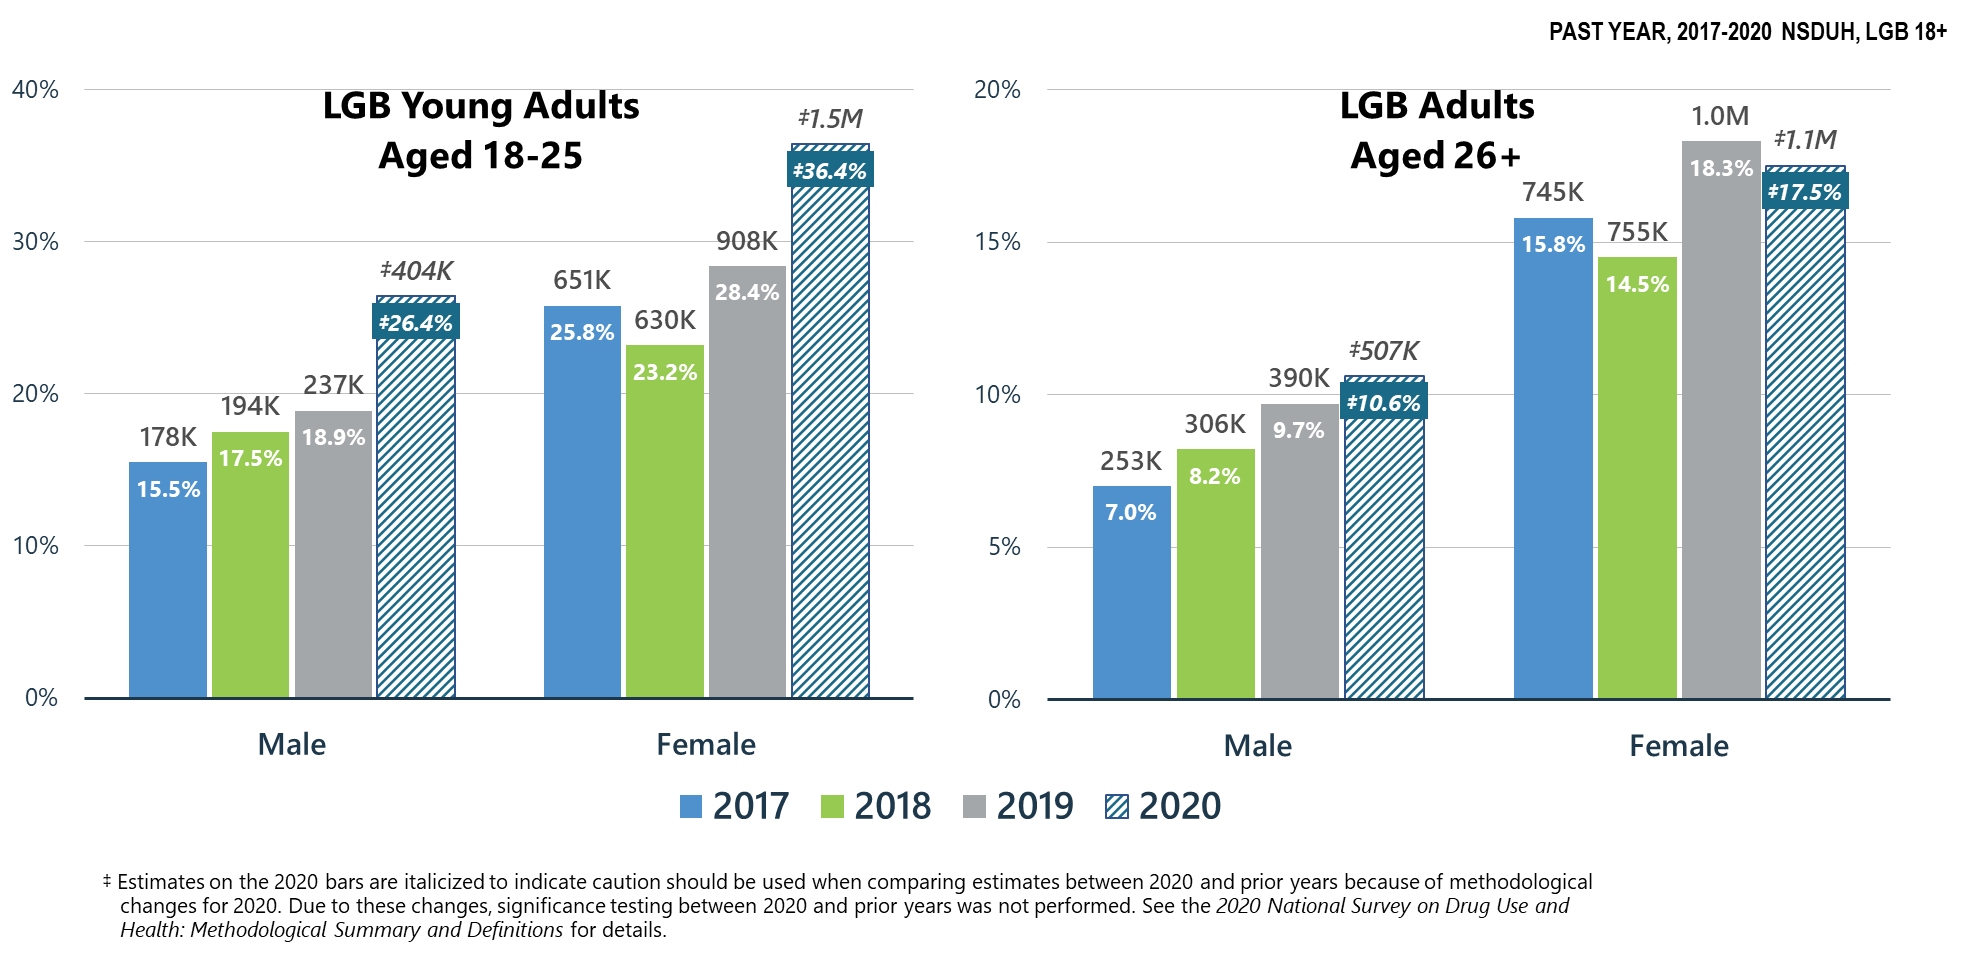 PAST YEAR, 2017-2020 NSDUH, LGB 18+
LGB Young Adults
Aged 18-25
40%
30%
20%
10%
0%
178K
15.5%
194K
17.5%
237K
18.9%
‡404K
‡26.4%
651K
25.8%
630K
23.2%
908K
28.4%
‡1.5M
‡36.4%
Male
Female
LGB Adults
Aged 26+
20%
15%
10%
5%
0%
253K
7.0%
306K
8.2%
390K
9.7%
‡507K
‡10.6%
745K
15.8%
755K
14.5%
1.0M
18.3%
‡1.1M
‡17.5%
Male
Female
2017 2018 2019 2020
‡ Estimates on the 2020 bars are italicized to indicate caution should be used when comparing estimates between 2020 and prior years because of methodological
changes for 2020. Due to these changes, significance testing between 2020 and prior years was not performed. See the 2020 National Survey on Drug Use and
Health: Methodological Summary and Definitions for details.